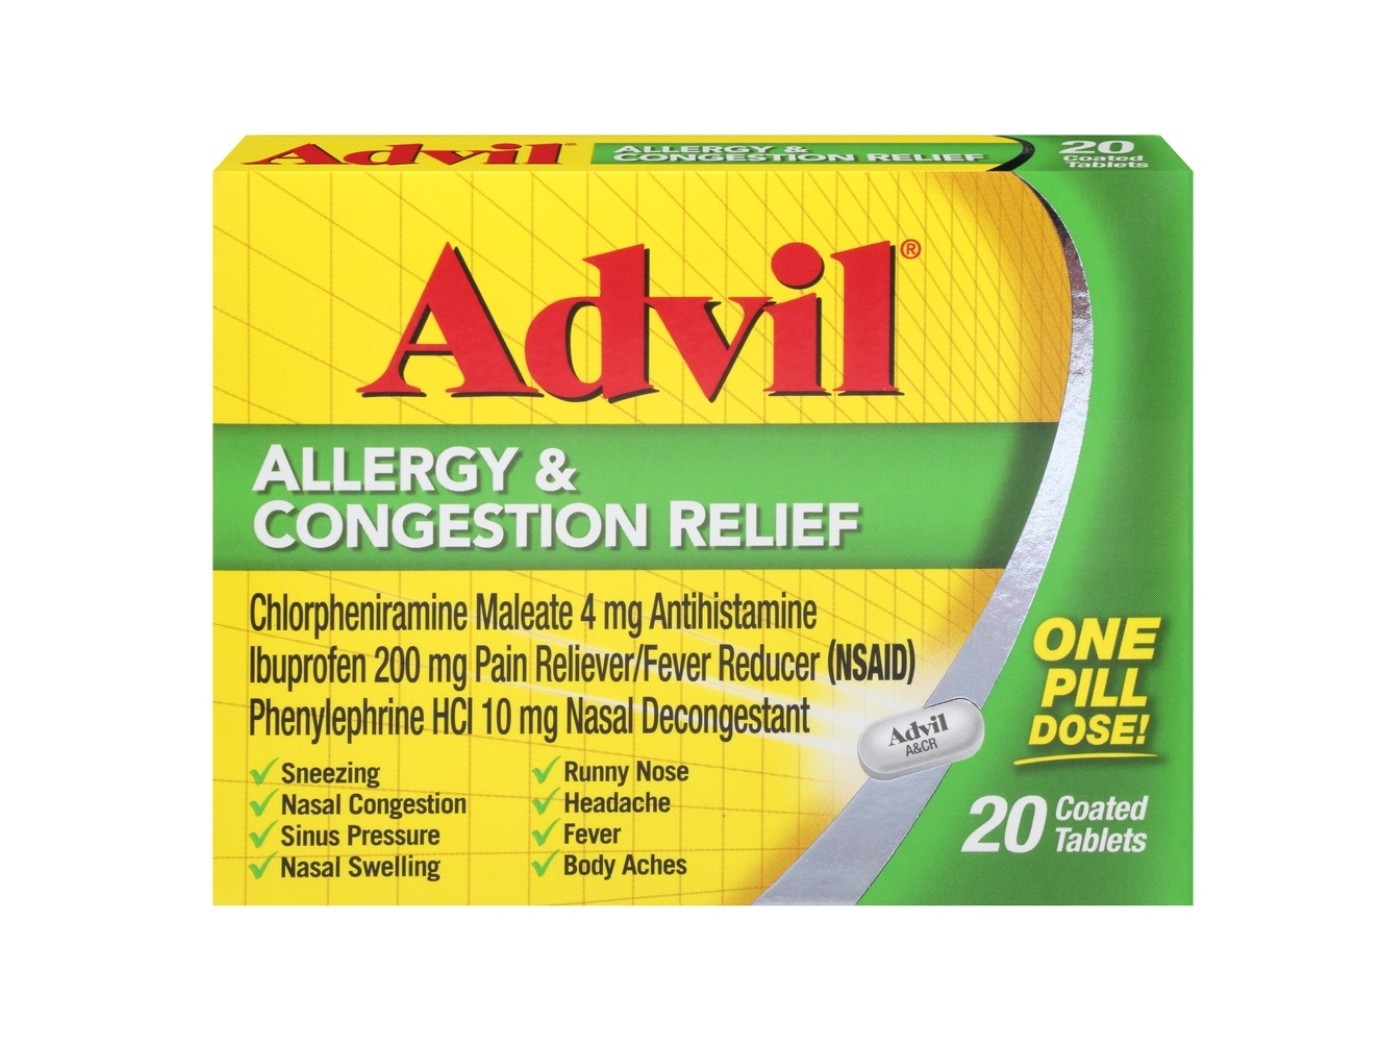 Advil® ALLERGY & 20
CONGESTION RELIEF Coated
Tablets
Advil®
ALLERGY &
CONGESTION RELIEF
Chlorpheniramine Maleate 4 mg Antihistamine
Ibuprofen 200 mg Pain Reliever/Fever Reducer (NSAID)
Phenylephrine HCl 10 mg Nasal Decongestant
Sneezing
Nasal Congestion
Sinus Pressure
Nasal Swelling
Runny Nose
Headache
Fever
Body Aches
Advil
A&CR
ONE
PILL
DOSE!
20 Coated
Tablets